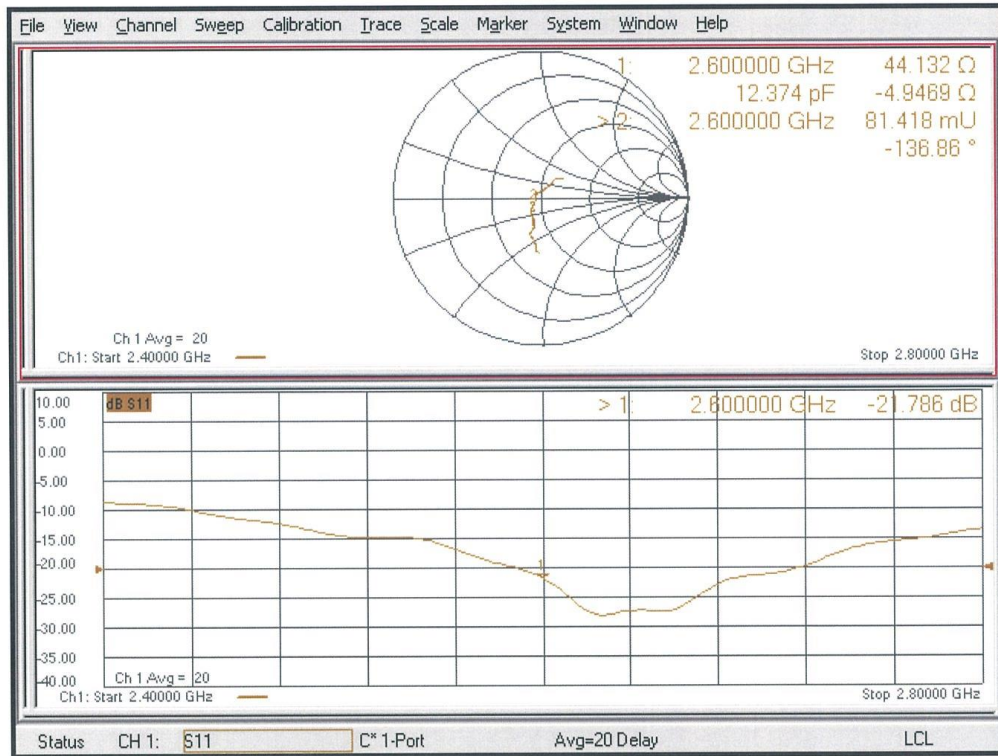 File View Channel Sweep Calibration Trace Scale Marker System Window Help
1: 2.600000 GHz 44.132 Ω
12.374 pF -4.9469 Ω
> 2: 2.600000 GHz 81.418 mU
-136.86 °
Ch 1 Avg = 20
Ch1: Start 2.40000 GHz
Stop 2.80000 GHz
10.00
dB S11
> 1: 2.600000 GHz -21.786 dB
5.00
0.00
-5.00
-10.00
-15.00
-20.00
-25.00
-30.00
-35.00
-40.00
1
Ch 1 Avg = 20
Ch1: Start 2.40000 GHz
Stop 2.80000 GHz
Status CH 1: S11 C* 1-Port Avg=20 Delay LCL